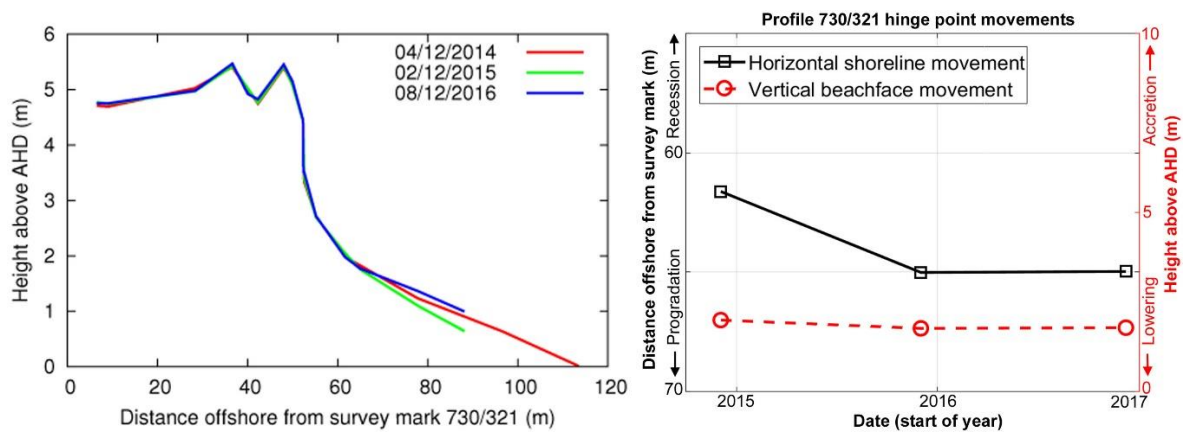 6
5
4
3
2
1
0
Height above AHD (m)
04/12/2014
02/12/2015
08/12/2016
0 20 40 60 80 100 120
Distance offshore from survey mark 730/321 (m)
Profile 730/321 hinge point movements
Distance offshore from survey mark (m)
Recession
Progradation
60
70
Horizontal shoreline movement
Vertical beachface movement
10
5
0
Accretion
Lowering
Height above AHD (m)
2015 2016 2017
Date (start of year)